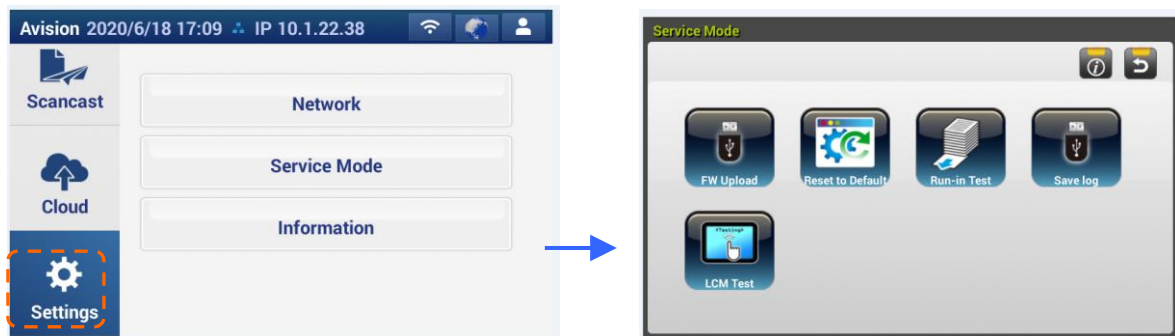 Avision 2020/6/18 17:09 IP 10.1.22.38
Scancast
Cloud
Settings
Network
Service Mode
Information
Service Mode
FW Upload
Reset to Default
Run-in Test
Save log
<Testing>
LCM Test